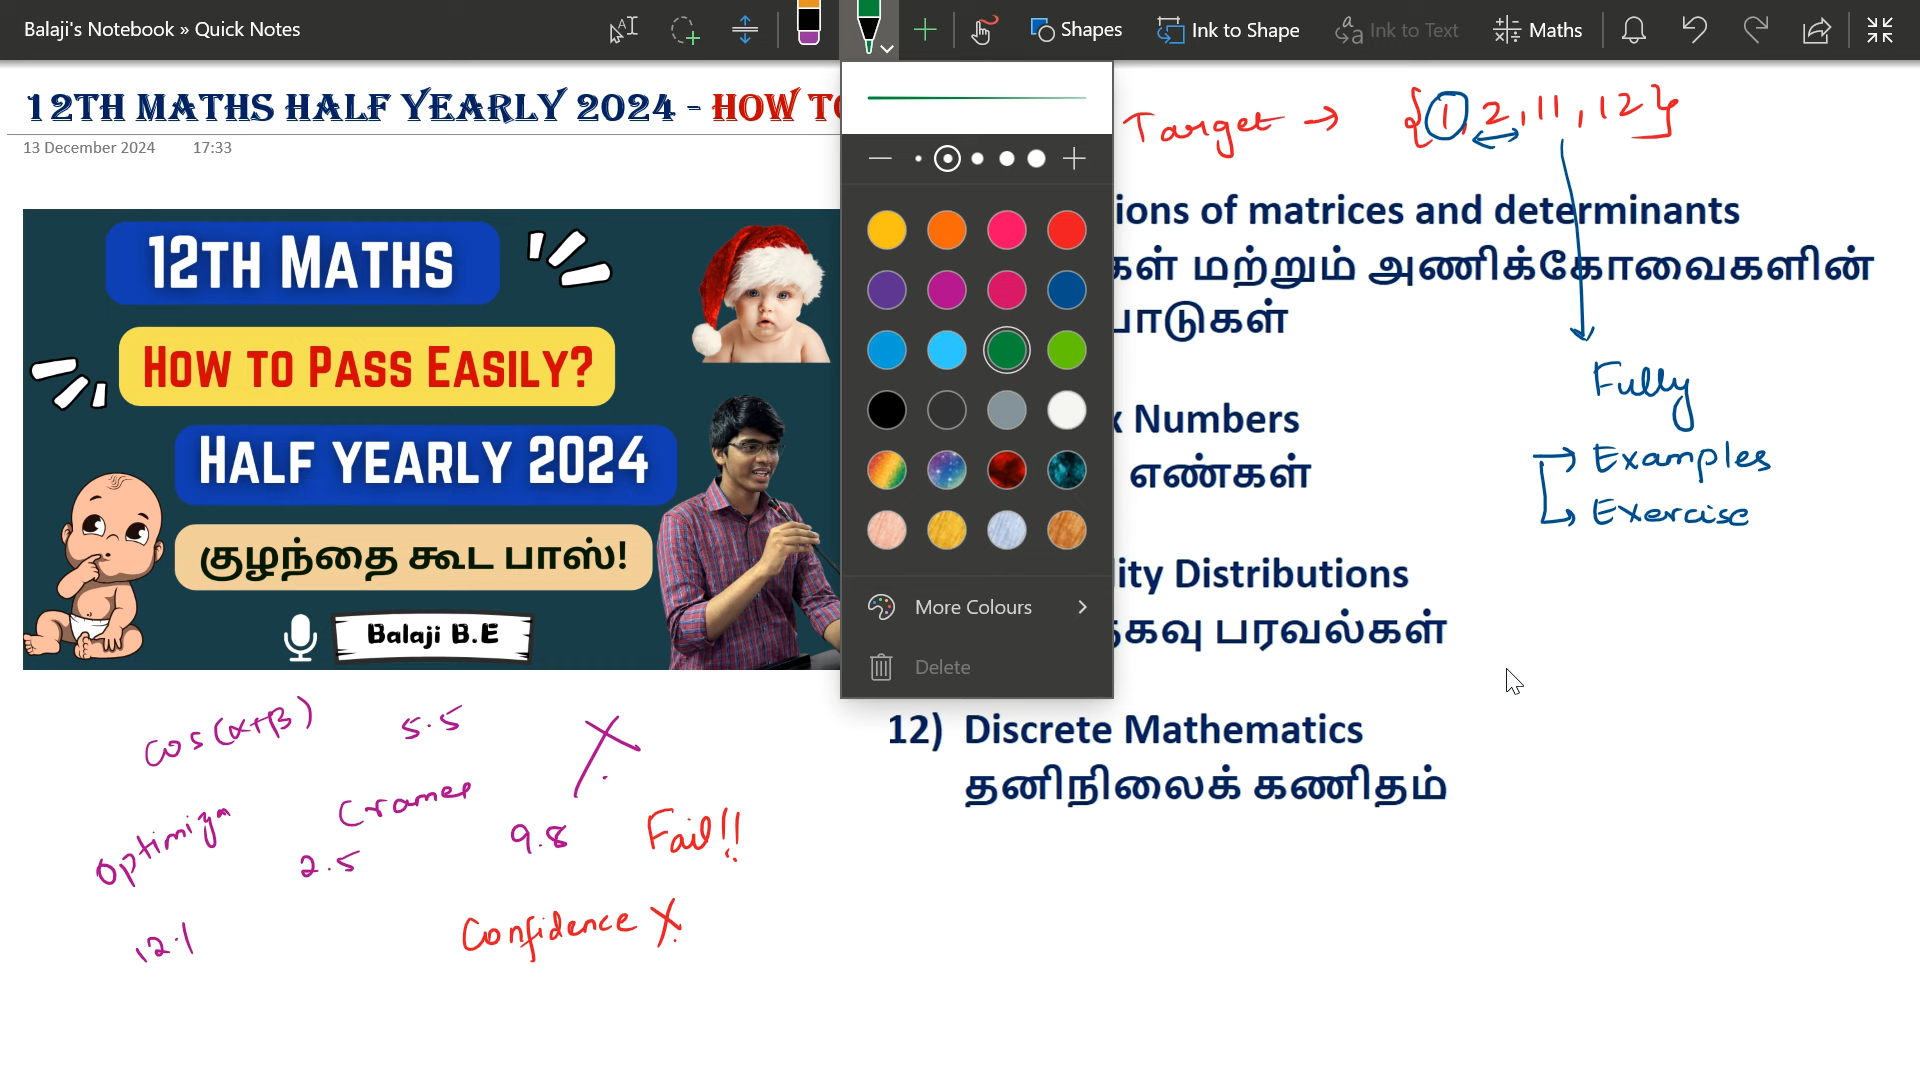 Balaji's Notebook » Quick Notes
Shapes
Ink to Shape
Ink to Text
Maths
12TH MATHS HALF YEARLY 2024 - HOW TO
13 December 2024 17:33
Target → {1, 2, 11, 12}
12TH MATHS
HOW TO PASS EASILY?
HALF YEARLY 2024
குழந்தை கூட பாஸ்!
Balaji B.E
More Colours
Delete
ions of matrices and determinants
கள் மற்றும் அணிக்கோவைகளின்
பாடுகள்
x Numbers
எண்கள்
ity Distributions
கவு பரவல்கள்
12) Discrete Mathematics
தனிநிலைக் கணிதம்
Fully
→ Examples
→ Exercise
cos(α+β)
5.5
Cramer
Optimizn
2.5
9.8
Fail!!
12.1
Confidence X